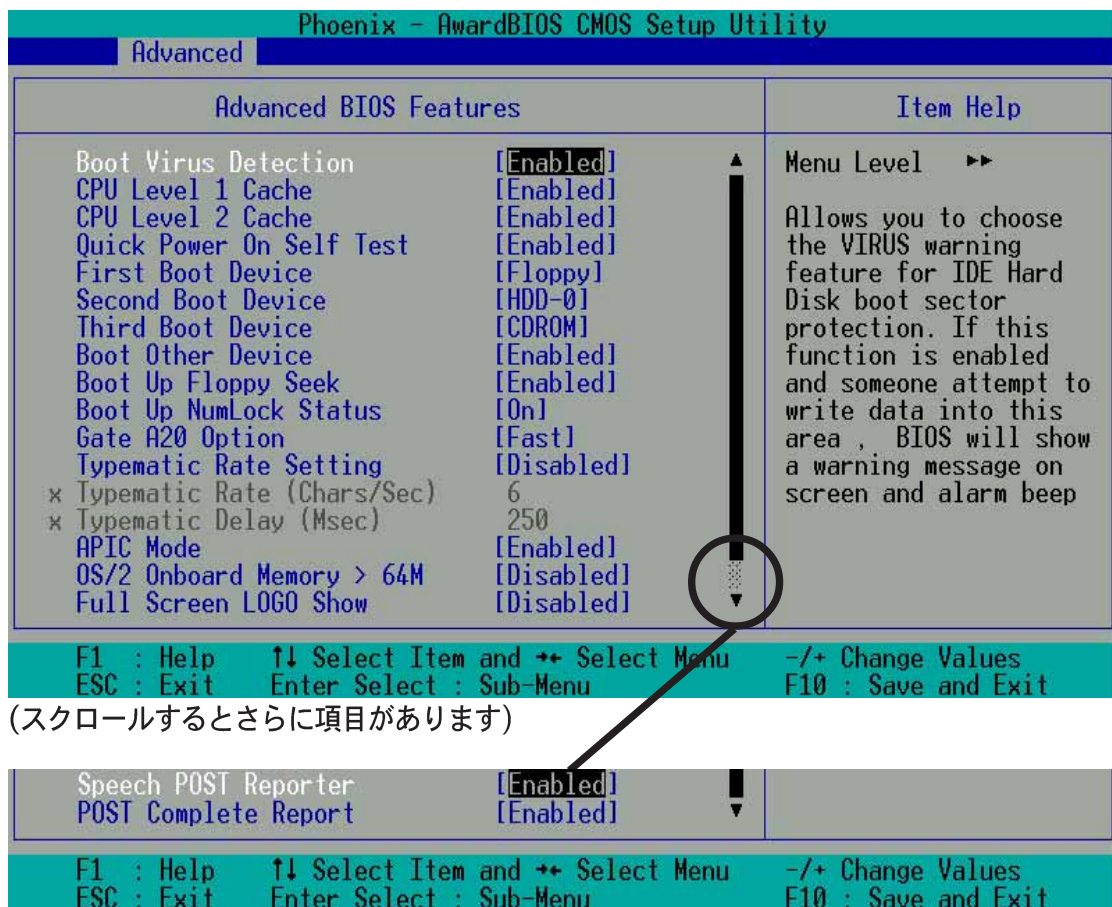 Phoenix - AwardBIOS CMOS Setup Utility
Advanced
Advanced BIOS Features
Item Help
Boot Virus Detection [Enabled]
CPU Level 1 Cache [Enabled]
CPU Level 2 Cache [Enabled]
Quick Power On Self Test [Enabled]
First Boot Device [Floppy]
Second Boot Device [HDD-0]
Third Boot Device [CDROM]
Boot Other Device [Enabled]
Boot Up Floppy Seek [Enabled]
Boot Up NumLock Status [On]
Gate A20 Option [Fast]
Typematic Rate Setting [Disabled]
x Typematic Rate (Chars/Sec) 6
x Typematic Delay (Msec) 250
APIC Mode [Enabled]
OS/2 Onboard Memory > 64M [Disabled]
Full Screen LOGO Show [Disabled]
Menu Level ▸▸
Allows you to choose
the VIRUS warning
feature for IDE Hard
Disk boot sector
protection. If this
function is enabled
and someone attempt to
write data into this
area , BIOS will show
a warning message on
screen and alarm beep
F1 : Help ↑↓ Select Item and →← Select Menu -/+ Change Values
ESC : Exit Enter Select : Sub-Menu F10 : Save and Exit
(スクロールするとさらに項目があります)
Speech POST Reporter [Enabled]
POST Complete Report [Enabled]
F1 : Help ↑↓ Select Item and →← Select Menu -/+ Change Values
ESC : Exit Enter Select : Sub-Menu F10 : Save and Exit